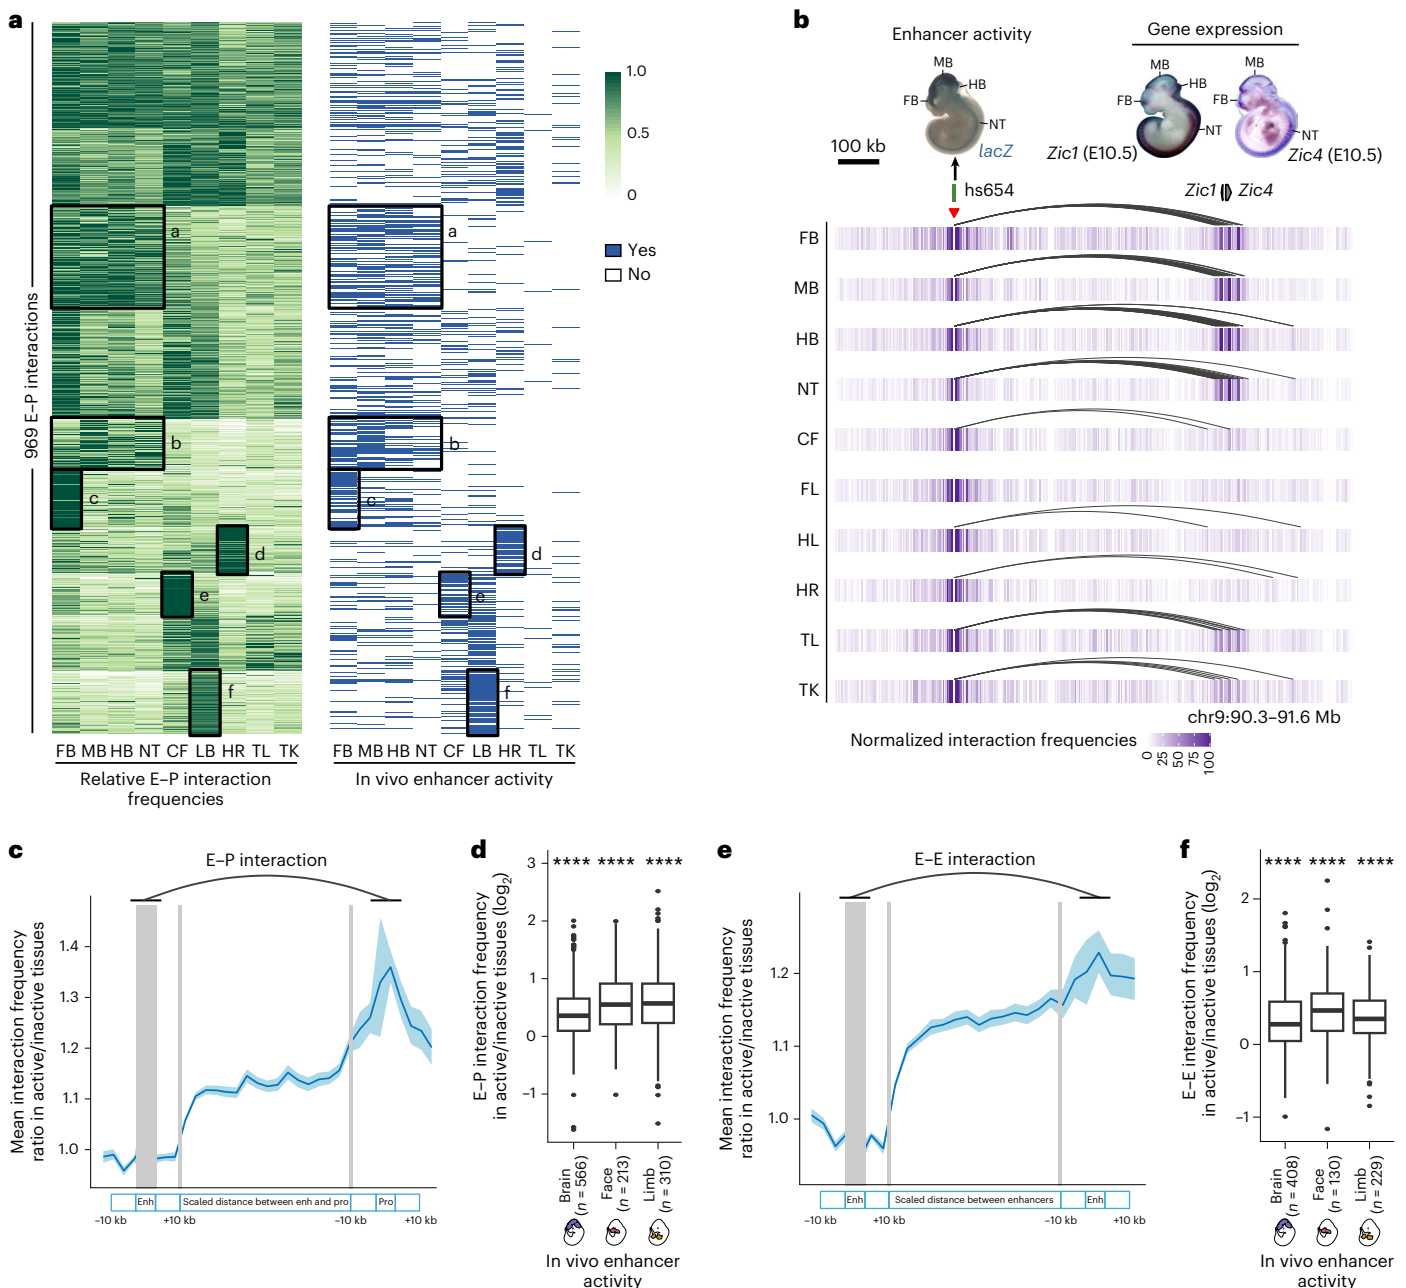 a
969 E–P interactions
a
b
c
d
e
f
FB MB HB NT CF LB HR TL TK
Relative E–P interaction
frequencies
a
b
c
d
e
f
FB MB HB NT CF LB HR TL TK
In vivo enhancer activity
1.0
0.5
0
Yes
No
b
Enhancer activity
Gene expression
MB
HB
FB
NT
lacZ
MB
HB
FB
NT
Zic1 (E10.5)
MB
FB
NT
Zic4 (E10.5)
100 kb
hs654
Zic1
Zic4
FB
MB
HB
NT
CF
FL
HL
HR
TL
TK
chr9:90.3–91.6 Mb
Normalized interaction frequencies
0
25
50
75
100
c
E–P interaction
Mean interaction frequency
ratio in active/inactive tissues
1.4
1.3
1.2
1.1
1.0
Enh
Scaled distance between enh and pro
Pro
–10 kb
+10 kb
–10 kb
+10 kb
d
**** **** ****
E–P interaction frequency
in active/inactive tissues (log2)
3
2
1
0
–1
Brain
(n = 566)
Face
(n = 213)
Limb
(n = 310)
In vivo enhancer
activity
e
E–E interaction
Mean interaction frequency
ratio in active/inactive tissues
1.2
1.1
1.0
Enh
Scaled distance between enhancers
Enh
–10 kb
+10 kb
–10 kb
+10 kb
f
**** **** ****
E–E interaction frequency
in active/inactive tissues (log2)
2
1
0
–1
Brain
(n = 408)
Face
(n = 130)
Limb
(n = 229)
In vivo enhancer
activity